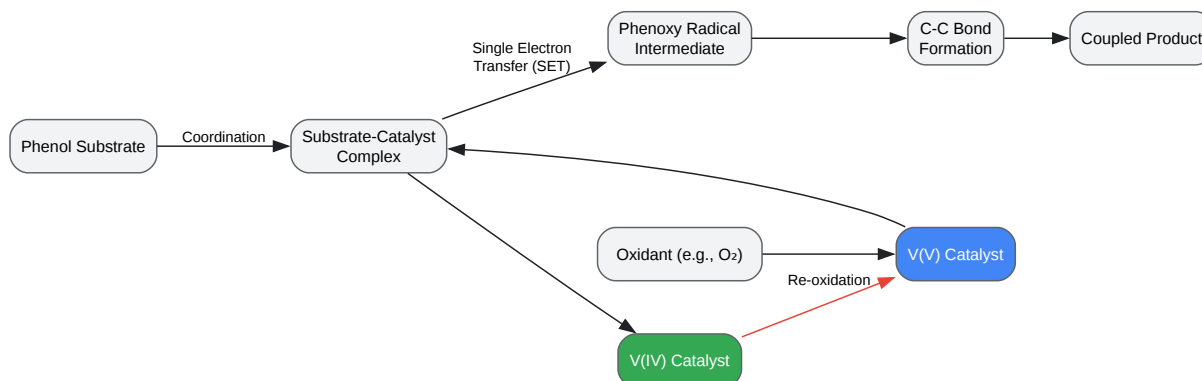 Phenoxy Radical
Intermediate
C-C Bond
Formation
Coupled Product
Single Electron
Transfer (SET)
Phenol Substrate
Coordination
Substrate-Catalyst
Complex
Oxidant (e.g., O₂)
V(V) Catalyst
Re-oxidation
V(IV) Catalyst